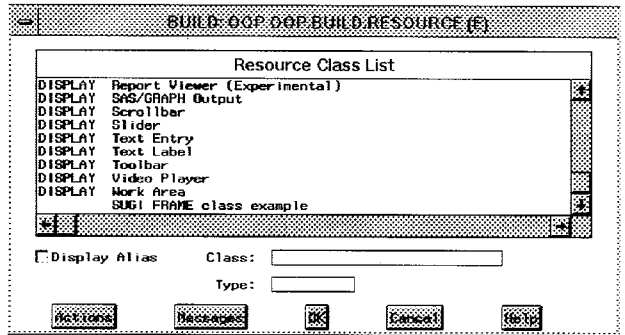 BUILD: OOP.OOP.BUILD.RESOURCE (E)
Resource Class List
DISPLAY Report Viewer (Experimental)
DISPLAY SAS/GRAPH Output
DISPLAY Scrollbar
DISPLAY Slider
DISPLAY Text Entry
DISPLAY Text Label
DISPLAY Toolbar
DISPLAY Video Player
DISPLAY Work Area
SUGI FRAME class example
Display Alias Class:
Type:
Actions Messages OK Cancel Help